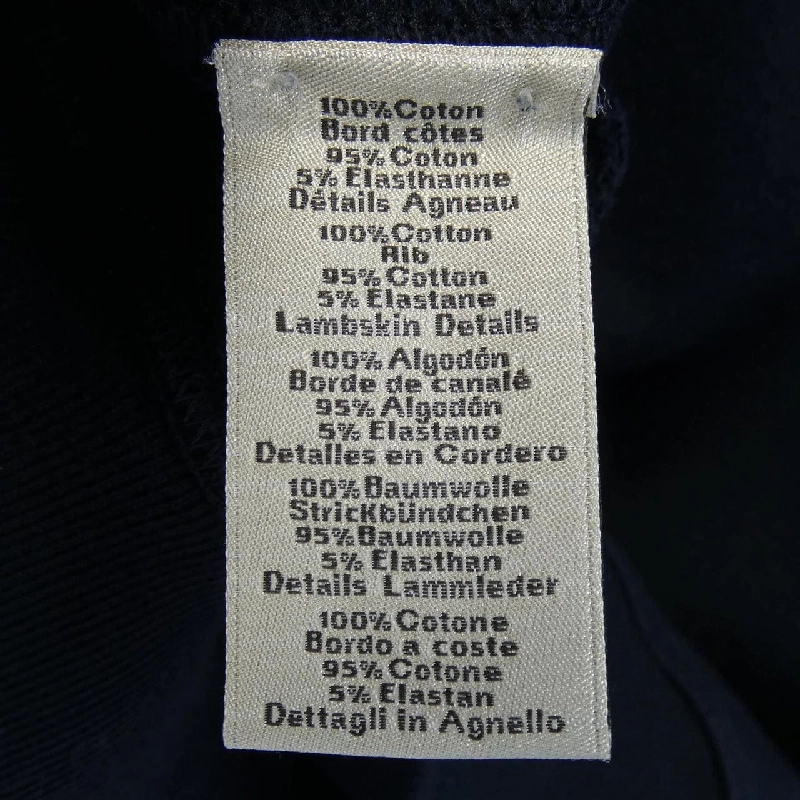 100%Coton
Bord côtes
95% Coton
5% Elasthanne
Détails Agneau
100%Cotton
Rib
95% Cotton
5% Elastane
Lambskin Details
100% Algodón
Borde de canalé
95% Algodón
5% Elastano
Detalles en Cordero
100%Baumwolle
Strickbündchen
95%Baumwolle
5% Elasthan
Details Lammleder
100%Cotone
Bordo a coste
95% Cotone
5% Elastan
Dettagli in Agnello